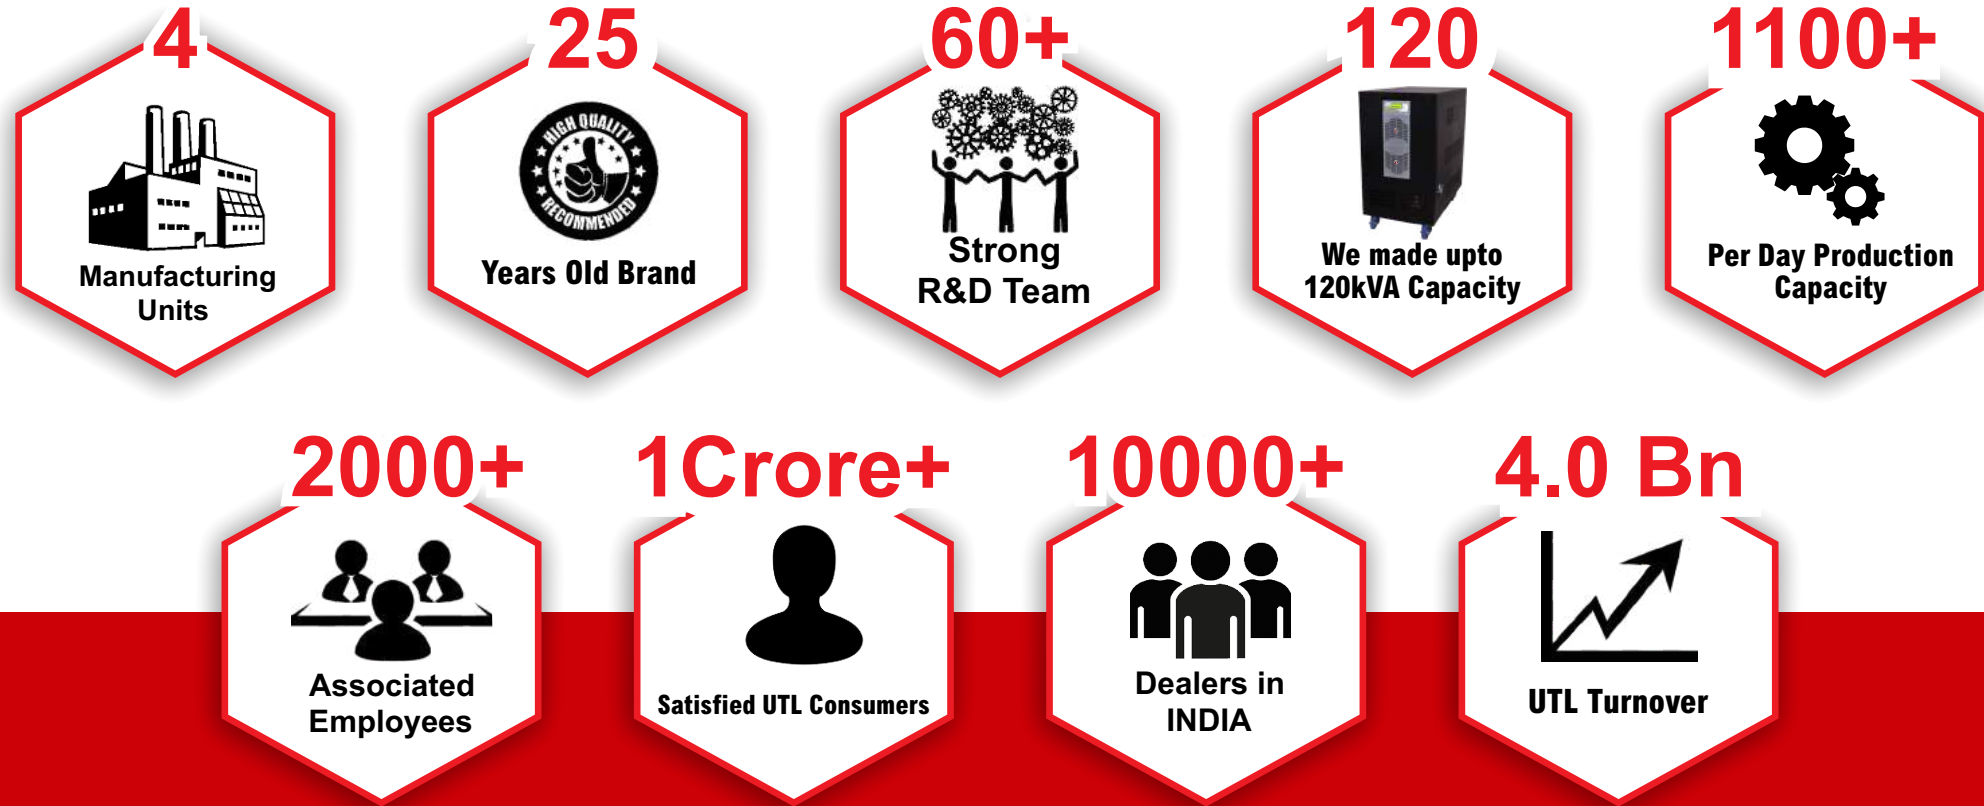 4
Manufacturing
Units
25
HIGH QUALITY
RECOMMENDED
Years Old Brand
60+
Strong
R&D Team
120
We made upto
120kVA Capacity
1100+
Per Day Production
Capacity
2000+
Associated
Employees
1Crore+
Satisfied UTL Consumers
10000+
Dealers in
INDIA
4.0 Bn
UTL Turnover